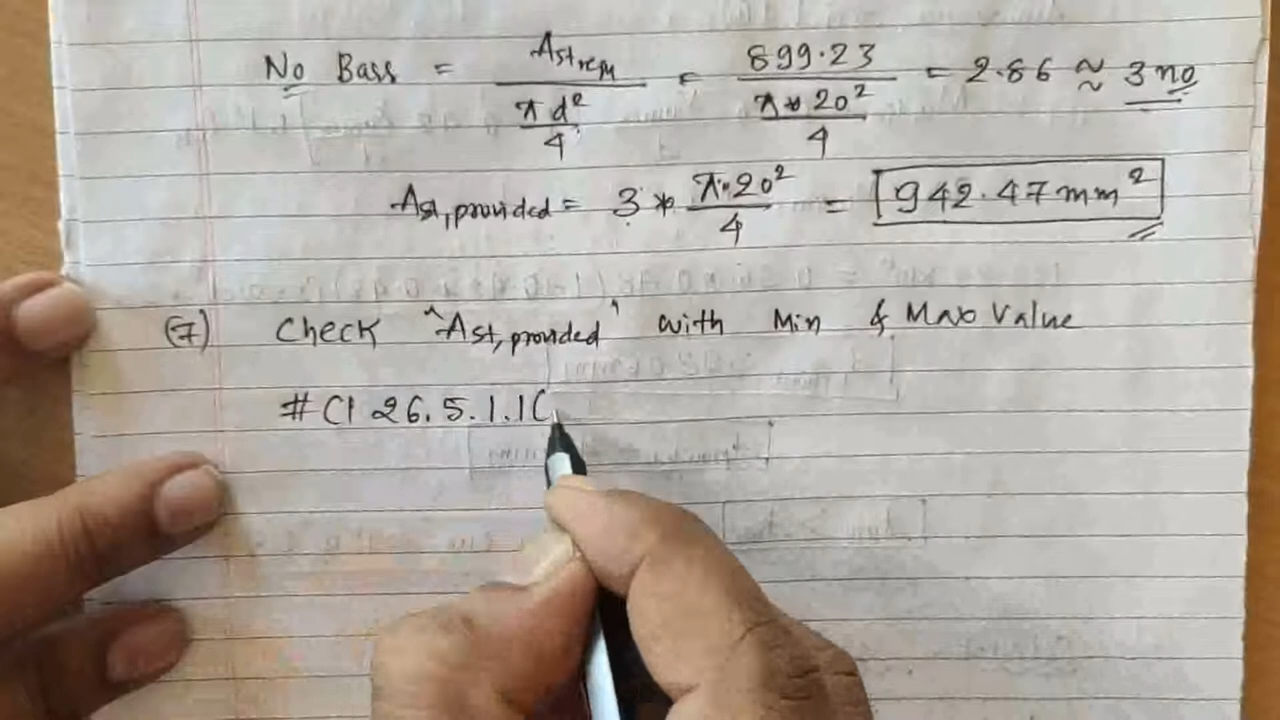 No Bars = Ast req / (π d² / 4) = 899.23 / (π * 20² / 4) = 2.86 ≈ 3 no
Ast, provided = 3 * π * 20² / 4 = 942.47 mm²
(7) Check "Ast, provided" with Min & Max Value
# Cl 26.5.1.1(